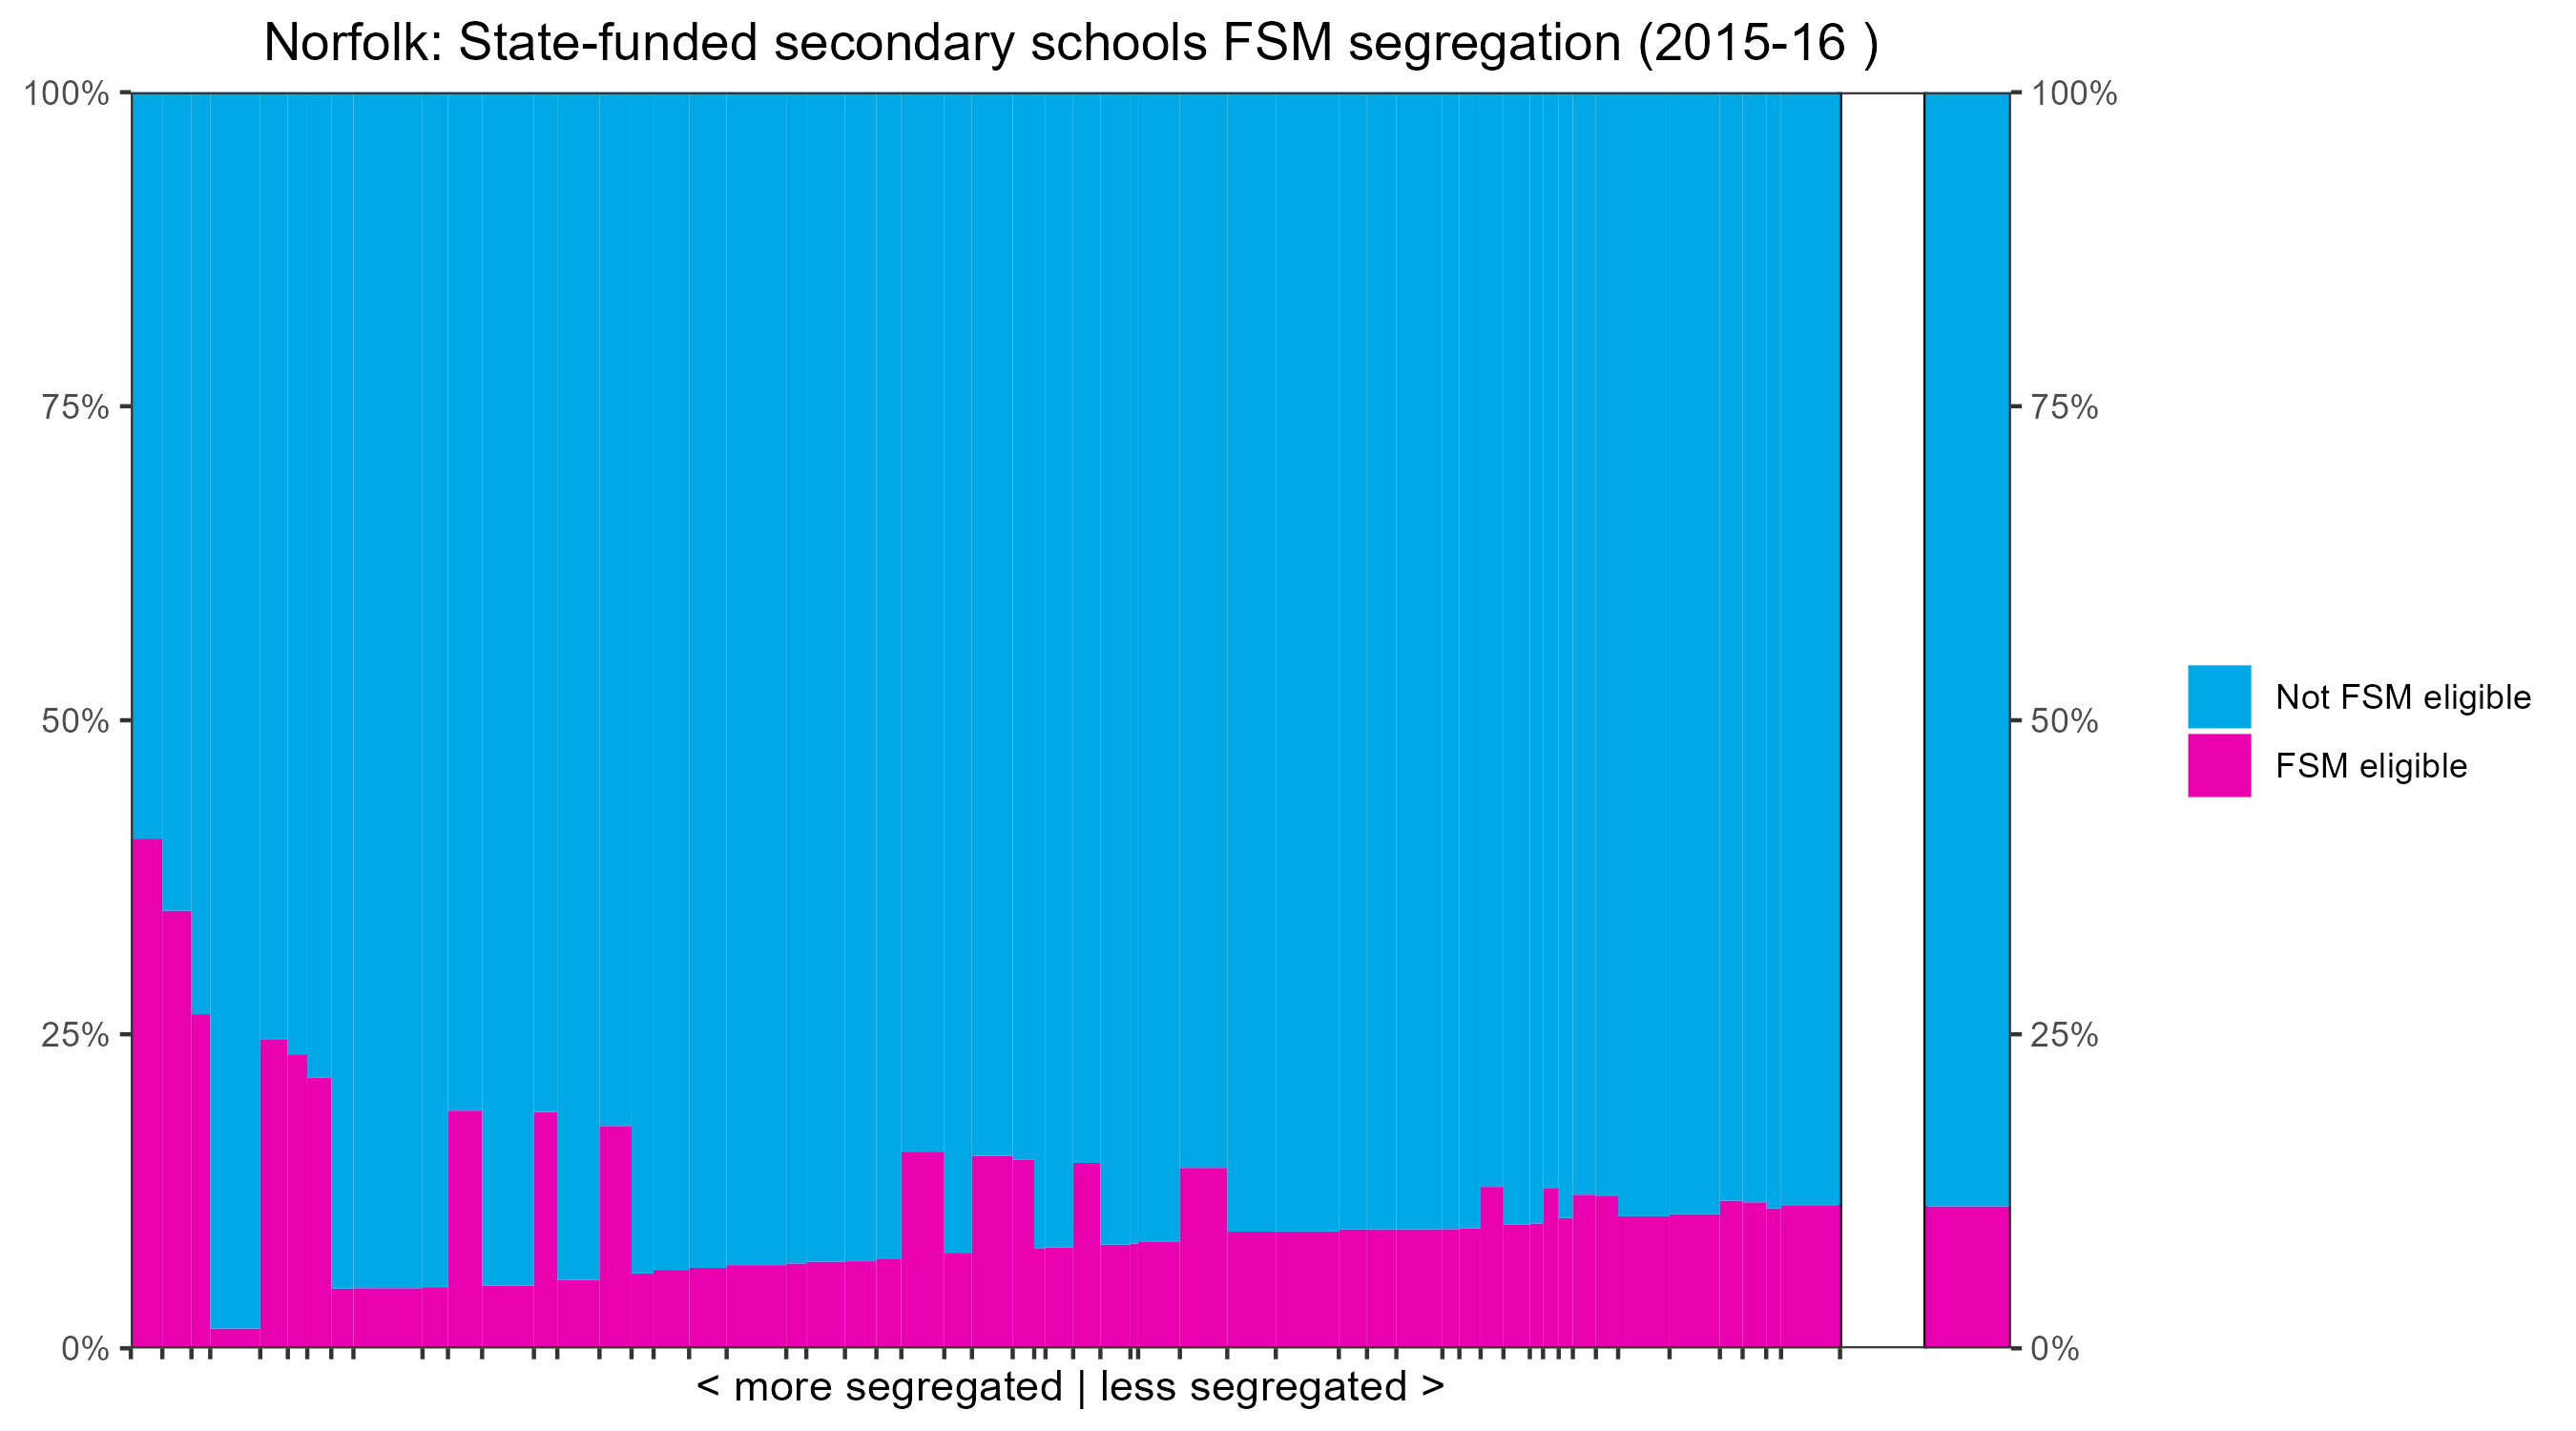 Norfolk: State-funded secondary schools FSM segregation (2015-16 )
100%
100%
75%
75%
50%
50%
Not FSM eligible
FSM eligible
25%
25%
0%
0%
< more segregated | less segregated >